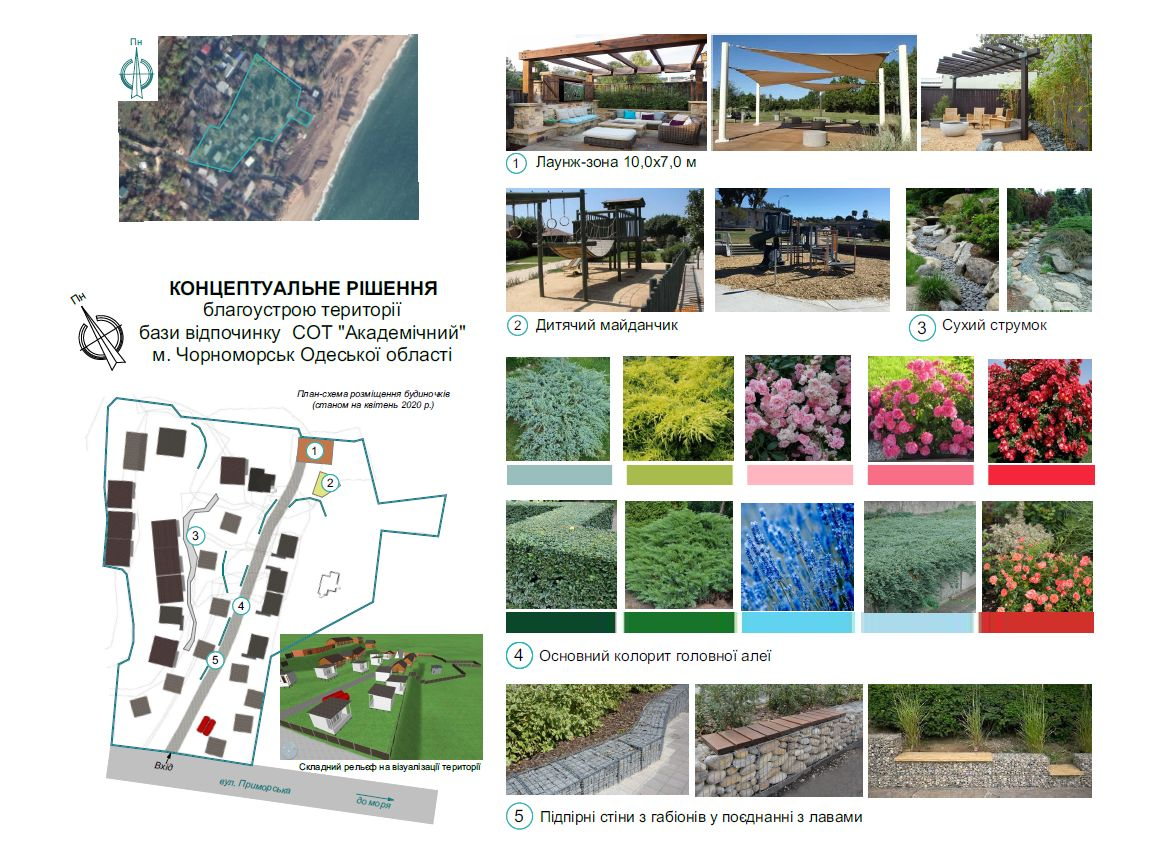 Пн
1 Лаунж-зона 10,0х7,0 м
2 Дитячий майданчик
3 Сухий струмок
Пн
КОНЦЕПТУАЛЬНЕ РІШЕННЯ
благоустрою території
бази відпочинку СОТ "Академічний"
м. Чорноморськ Одеської області
План-схема розміщення будиночків
(станом на квітень 2020 р.)
1
2
3
4
5
4 Основний колорит головної алеї
Складний рельєф на візуалізації території
Вхід
вул. Приморська
до моря
5 Підпірні стіни з габіонів у поєднанні з лавами